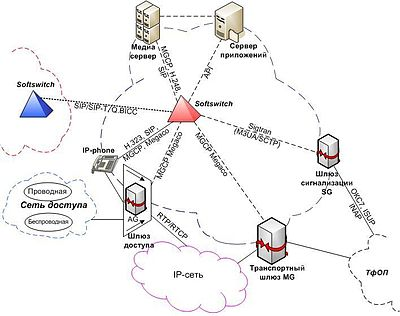 Медиа
сервер
Сервер
приложений
MGCP, H.248,
SIP
API
Softswitch
SIP/SIP-T/Q.BICC
Softswitch
IP-phone
H.323, SIP
MGCP, Megaco
MGCP Megaco
MGCP Megaco
Sigtran
(M3UA/SCTP)
Шлюз
сигнализации
SG
ОКС7, ISUP
INAP
Проводная
Сеть доступа
Беспроводная
AG
Шлюз
доступа
RTP/RTCP
IP-сеть
Транспортный
шлюз MG
ТфОП